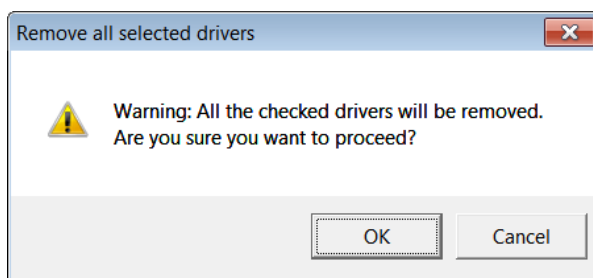 Remove all selected drivers
Warning: All the checked drivers will be removed.
Are you sure you want to proceed?
OK
Cancel